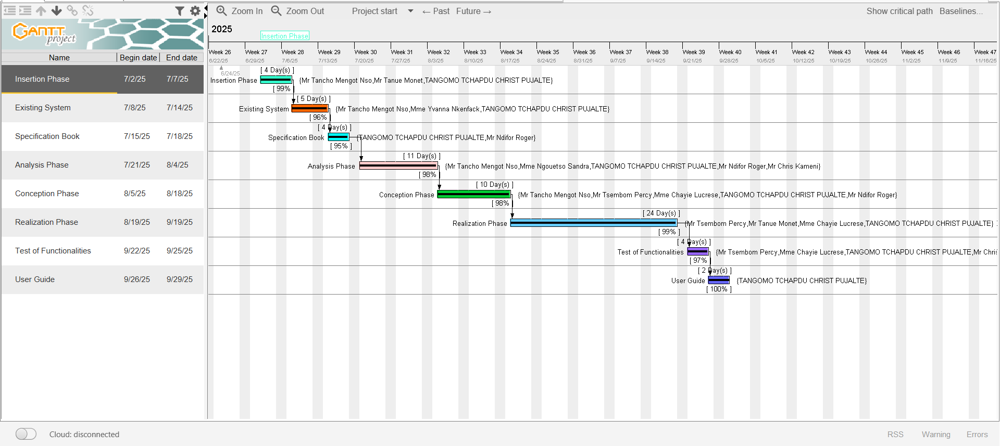 Zoom In Zoom Out Project start ← Past Future → Show critical path Baselines...
GANTT
project
2025
Insertion Phase
Name Begin date End date
Week 26 Week 27 Week 28 Week 29 Week 30 Week 31 Week 32 Week 33 Week 34 Week 35 Week 36 Week 37 Week 38 Week 39 Week 40 Week 41 Week 42 Week 43 Week 44 Week 45 Week 46 Week 47
6/22/25 6/29/25 7/6/25 7/13/25 7/20/25 7/27/25 8/3/25 8/10/25 8/17/25 8/24/25 8/31/25 9/7/25 9/14/25 9/21/25 9/28/25 10/5/25 10/12/25 10/19/25 10/26/25 11/2/25 11/9/25 11/16/25
6/24/25
Insertion Phase 7/2/25 7/7/25
[ 4 Day(s) ]
Insertion Phase {Mr Tancho Mengot Nso,Mr Tanue Monet,TANGOMO TCHAPDU CHRIST PUJALTE}
[ 99% ]
Existing System 7/8/25 7/14/25
[ 5 Day(s) ]
Existing System {Mr Tancho Mengot Nso,Mme Yvanna Nkenfack,TANGOMO TCHAPDU CHRIST PUJALTE}
[ 96% ]
Specification Book 7/15/25 7/18/25
[ 4 Day(s) ]
Specification Book {TANGOMO TCHAPDU CHRIST PUJALTE,Mr Ndifor Roger}
[ 95% ]
Analysis Phase 7/21/25 8/4/25
[ 11 Day(s) ]
Analysis Phase {Mr Tancho Mengot Nso,Mme Ngouetso Sandra,TANGOMO TCHAPDU CHRIST PUJALTE,Mr Ndifor Roger,Mr Chris Kameni}
[ 98% ]
Conception Phase 8/5/25 8/18/25
[ 10 Day(s) ]
Conception Phase {Mr Tancho Mengot Nso,Mr Tsembom Percy,Mme Chayie Lucrese,TANGOMO TCHAPDU CHRIST PUJALTE,Mr Ndifor Roger}
[ 98% ]
Realization Phase 8/19/25 9/19/25
[ 24 Day(s) ]
Realization Phase {Mr Tsembom Percy,Mr Tanue Monet,Mme Chayie Lucrese,TANGOMO TCHAPDU CHRIST PUJALTE}
[ 99% ]
Test of Functionalities 9/22/25 9/25/25
[ 4 Day(s) ]
Test of Functionalities {Mr Tsembom Percy,Mme Chayie Lucrese,TANGOMO TCHAPDU CHRIST PUJALTE,Mr Chris
[ 97% ]
User Guide 9/26/25 9/29/25
[ 2 Day(s) ]
User Guide {TANGOMO TCHAPDU CHRIST PUJALTE}
[ 100% ]
Cloud: disconnected RSS Warning Errors